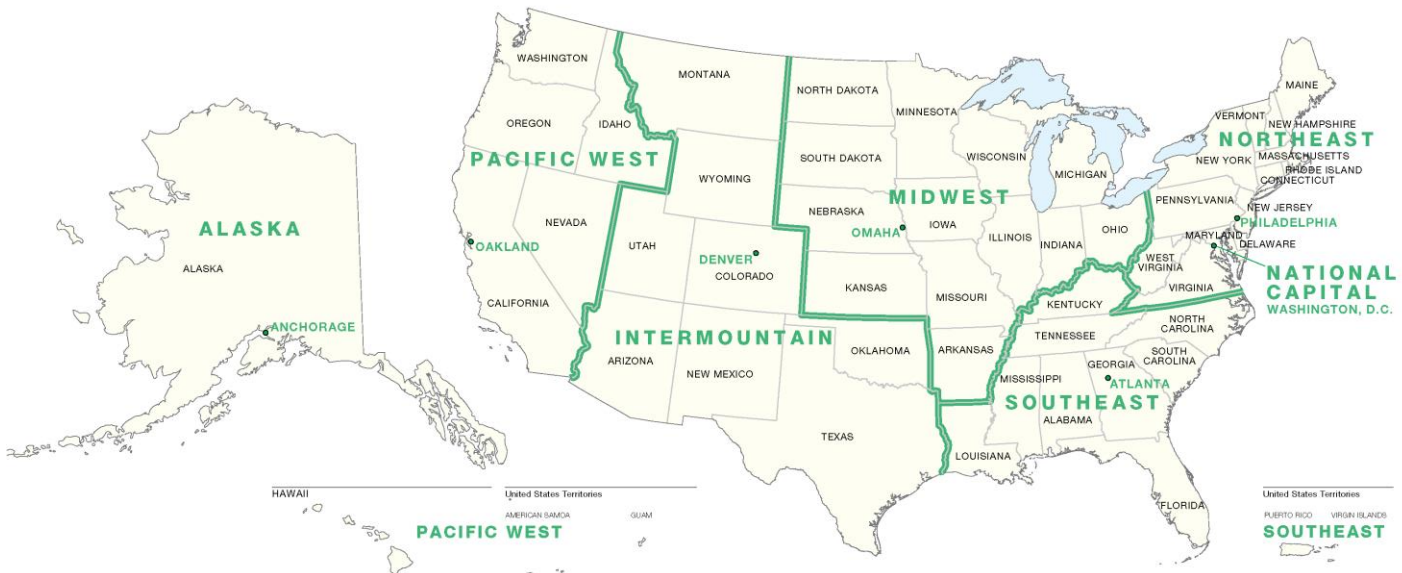 WASHINGTON
MONTANA
NORTH DAKOTA
MINNESOTA
MAINE
OREGON
IDAHO
VERMONT
NEW HAMPSHIRE
NORTHEAST
PACIFIC WEST
SOUTH DAKOTA
WISCONSIN
NEW YORK
MASSACHUSETTS
RHODE ISLAND
CONNECTICUT
WYOMING
MICHIGAN
MIDWEST
PENNSYLVANIA
NEW JERSEY
NEBRASKA
IOWA
OMAHA
PHILADELPHIA
ALASKA
NEVADA
UTAH
OAKLAND
ILLINOIS
INDIANA
OHIO
MARYLAND
DELAWARE
ALASKA
DENVER
COLORADO
WEST
VIRGINIA
NATIONAL
CAPITAL
WASHINGTON, D.C.
KANSAS
MISSOURI
VIRGINIA
CALIFORNIA
KENTUCKY
ANCHORAGE
INTERMOUNTAIN
NORTH
CAROLINA
TENNESSEE
ARIZONA
NEW MEXICO
OKLAHOMA
ARKANSAS
SOUTH
CAROLINA
GEORGIA
ATLANTA
MISSISSIPPI
SOUTHEAST
ALABAMA
TEXAS
LOUISIANA
FLORIDA
HAWAII
United States Territories
AMERICAN SAMOA
GUAM
PACIFIC WEST
United States Territories
PUERTO RICO
VIRGIN ISLANDS
SOUTHEAST